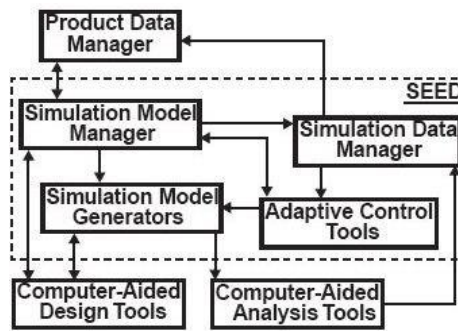 Product Data
Manager
SEED
Simulation Model
Manager
Simulation Data
Manager
Simulation Model
Generators
Adaptive Control
Tools
Computer-Aided
Design Tools
Computer-Aided
Analysis Tools